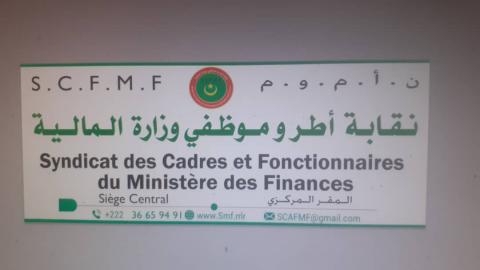 S.C.F.M.F ن.أ.م.و.م
نقابة أطر و موظفي وزارة المالية
Syndicat des Cadres et Fonctionnaires
du Ministère des Finances
Siège Central المقر المركزي
+222 36 65 94 91 www.Smf.mr SCAFMF@gmail.com